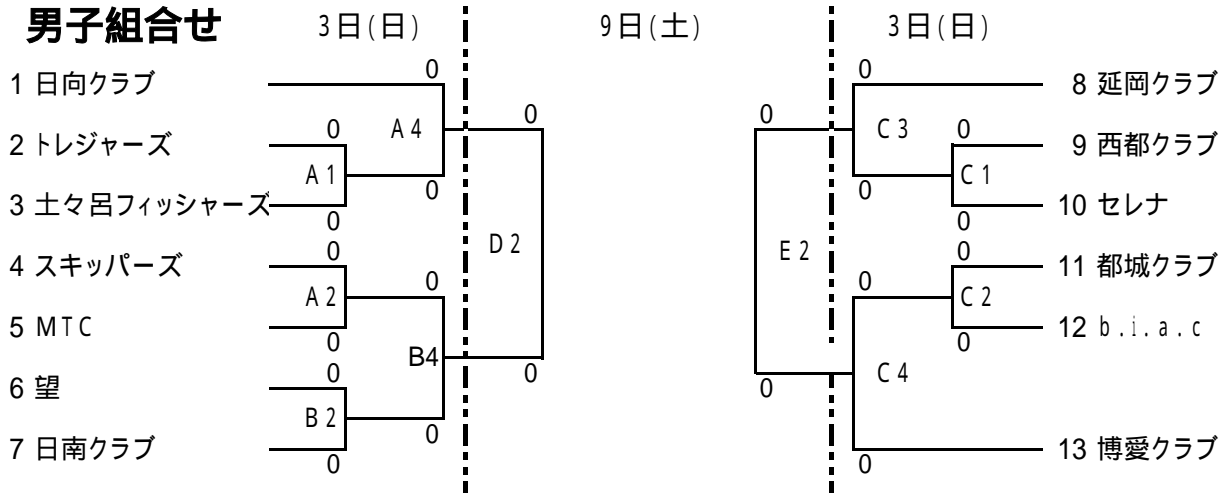 男子組合せ 3日(日) 9日(土) 3日(日)
0 0
1 日向クラブ 8 延岡クラブ
0 0
0 A4 C3 0
2 トレジャーズ 9 西都クラブ
A1 C1
0 0
3 土々呂フィッシャーズ 10 セレナ
0 0
D2 E2
0 0
4 スキッパーズ 11 都城クラブ
0 0
A2 C2
5 MTC 12 b.i.a.c
0 0
B4 C4
0 0 0
6 望
B2
0
7 日南クラブ 13 博愛クラブ
0 0